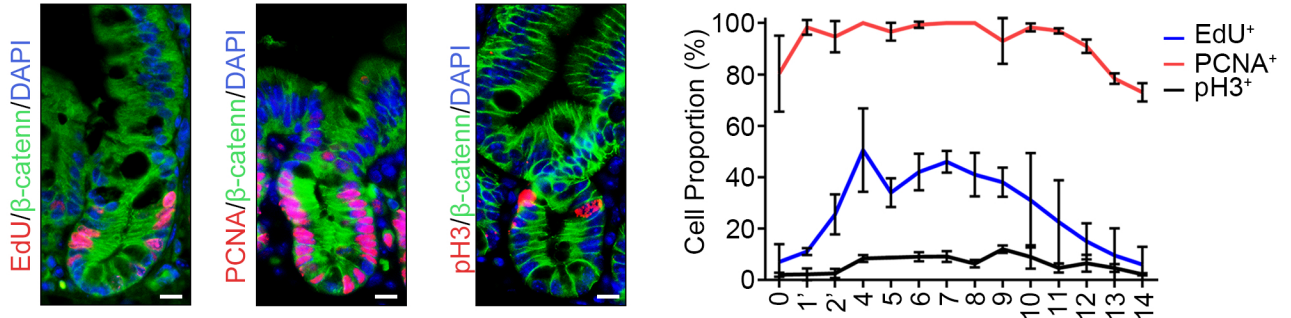 EdU/β-catenn/DAPI
PCNA/β-catenn/DAPI
pH3/β-catenn/DAPI
Cell Proportion (%)
100
80
60
40
20
0
0 1' 2' 4 5 6 7 8 9 10 11 12 13 14
EdU+
PCNA+
pH3+